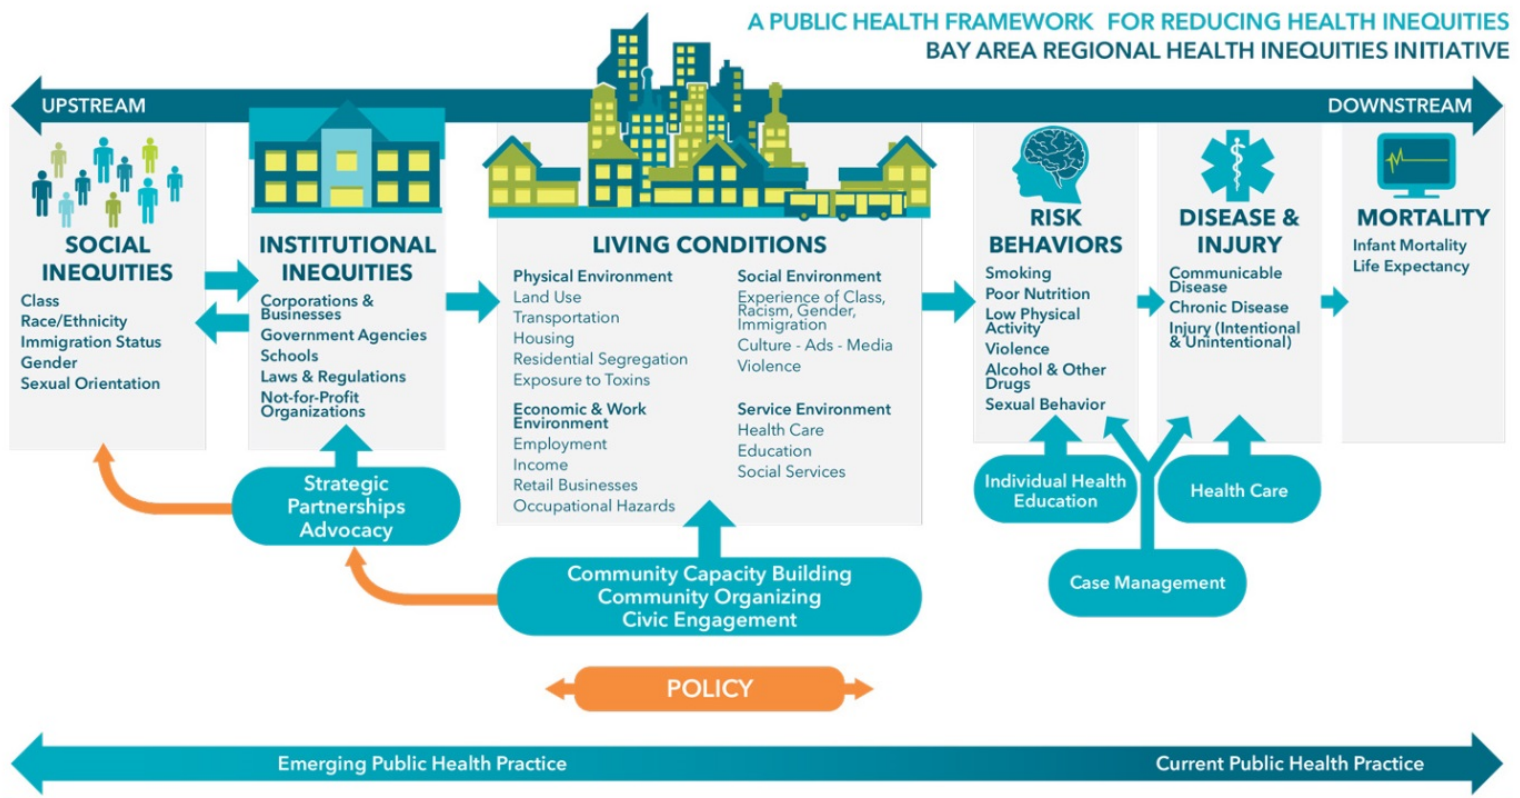 A PUBLIC HEALTH FRAMEWORK FOR REDUCING HEALTH INEQUITIES
BAY AREA REGIONAL HEALTH INEQUITIES INITIATIVE
UPSTREAM
DOWNSTREAM
SOCIAL
INEQUITIES
Class
Race/Ethnicity
Immigration Status
Gender
Sexual Orientation
INSTITUTIONAL
INEQUITIES
Corporations &
Businesses
Government Agencies
Schools
Laws & Regulations
Not-for-Profit
Organizations
LIVING CONDITIONS
Physical Environment
Land Use
Transportation
Housing
Residential Segregation
Exposure to Toxins
Economic & Work
Environment
Employment
Income
Retail Businesses
Occupational Hazards
Social Environment
Experience of Class,
Racism, Gender,
Immigration
Culture - Ads - Media
Violence
Service Environment
Health Care
Education
Social Services
RISK
BEHAVIORS
Smoking
Poor Nutrition
Low Physical
Activity
Violence
Alcohol & Other
Drugs
Sexual Behavior
DISEASE &
INJURY
Communicable
Disease
Chronic Disease
Injury (Intentional
& Unintentional)
MORTALITY
Infant Mortality
Life Expectancy
Strategic
Partnerships
Advocacy
Community Capacity Building
Community Organizing
Civic Engagement
Individual Health
Education
Health Care
Case Management
POLICY
Emerging Public Health Practice
Current Public Health Practice